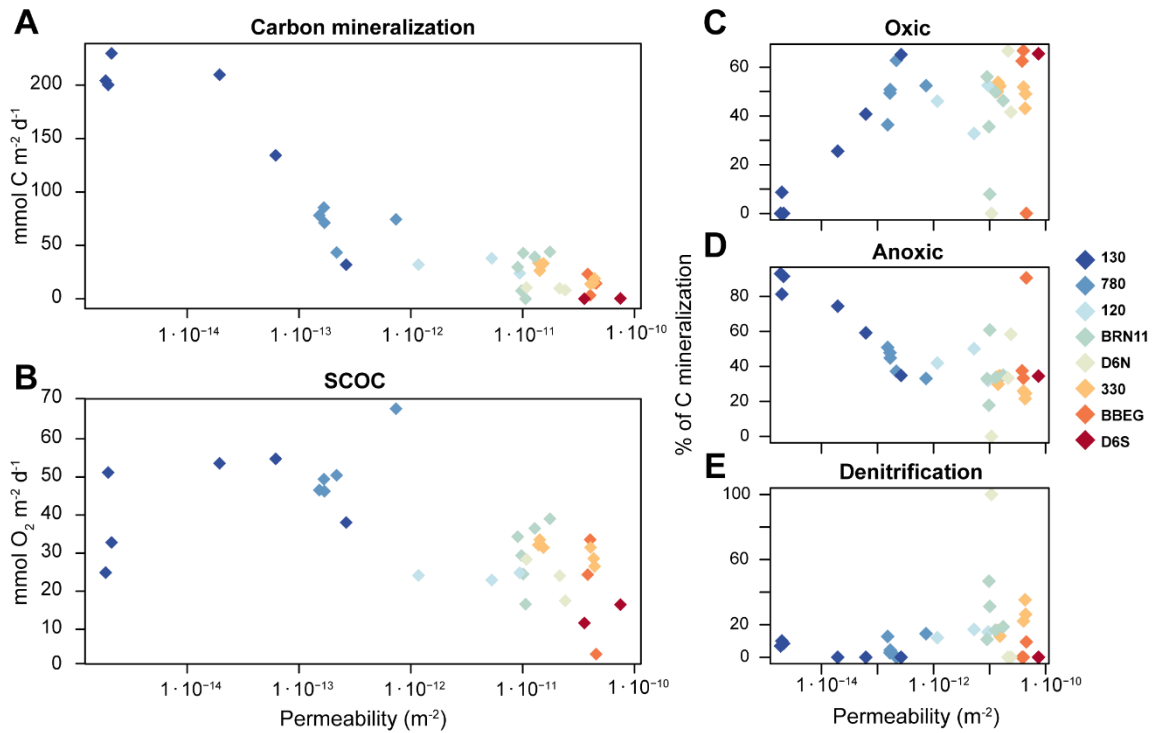 A
Carbon mineralization
mmol C m⁻² d⁻¹
200
150
100
50
0
1·10⁻¹⁴
1·10⁻¹³
1·10⁻¹²
1·10⁻¹¹
1·10⁻¹⁰
B
SCOC
mmol O₂ m⁻² d⁻¹
70
60
50
40
30
20
10
0
1·10⁻¹⁴
1·10⁻¹³
1·10⁻¹²
1·10⁻¹¹
1·10⁻¹⁰
Permeability (m⁻²)
C
Oxic
60
40
20
0
% of C mineralization
D
Anoxic
80
60
40
20
0
E
Denitrification
100
60
20
0
1·10⁻¹⁴
1·10⁻¹²
1·10⁻¹⁰
Permeability (m⁻²)
130
780
120
BRN11
D6N
330
BBEG
D6S